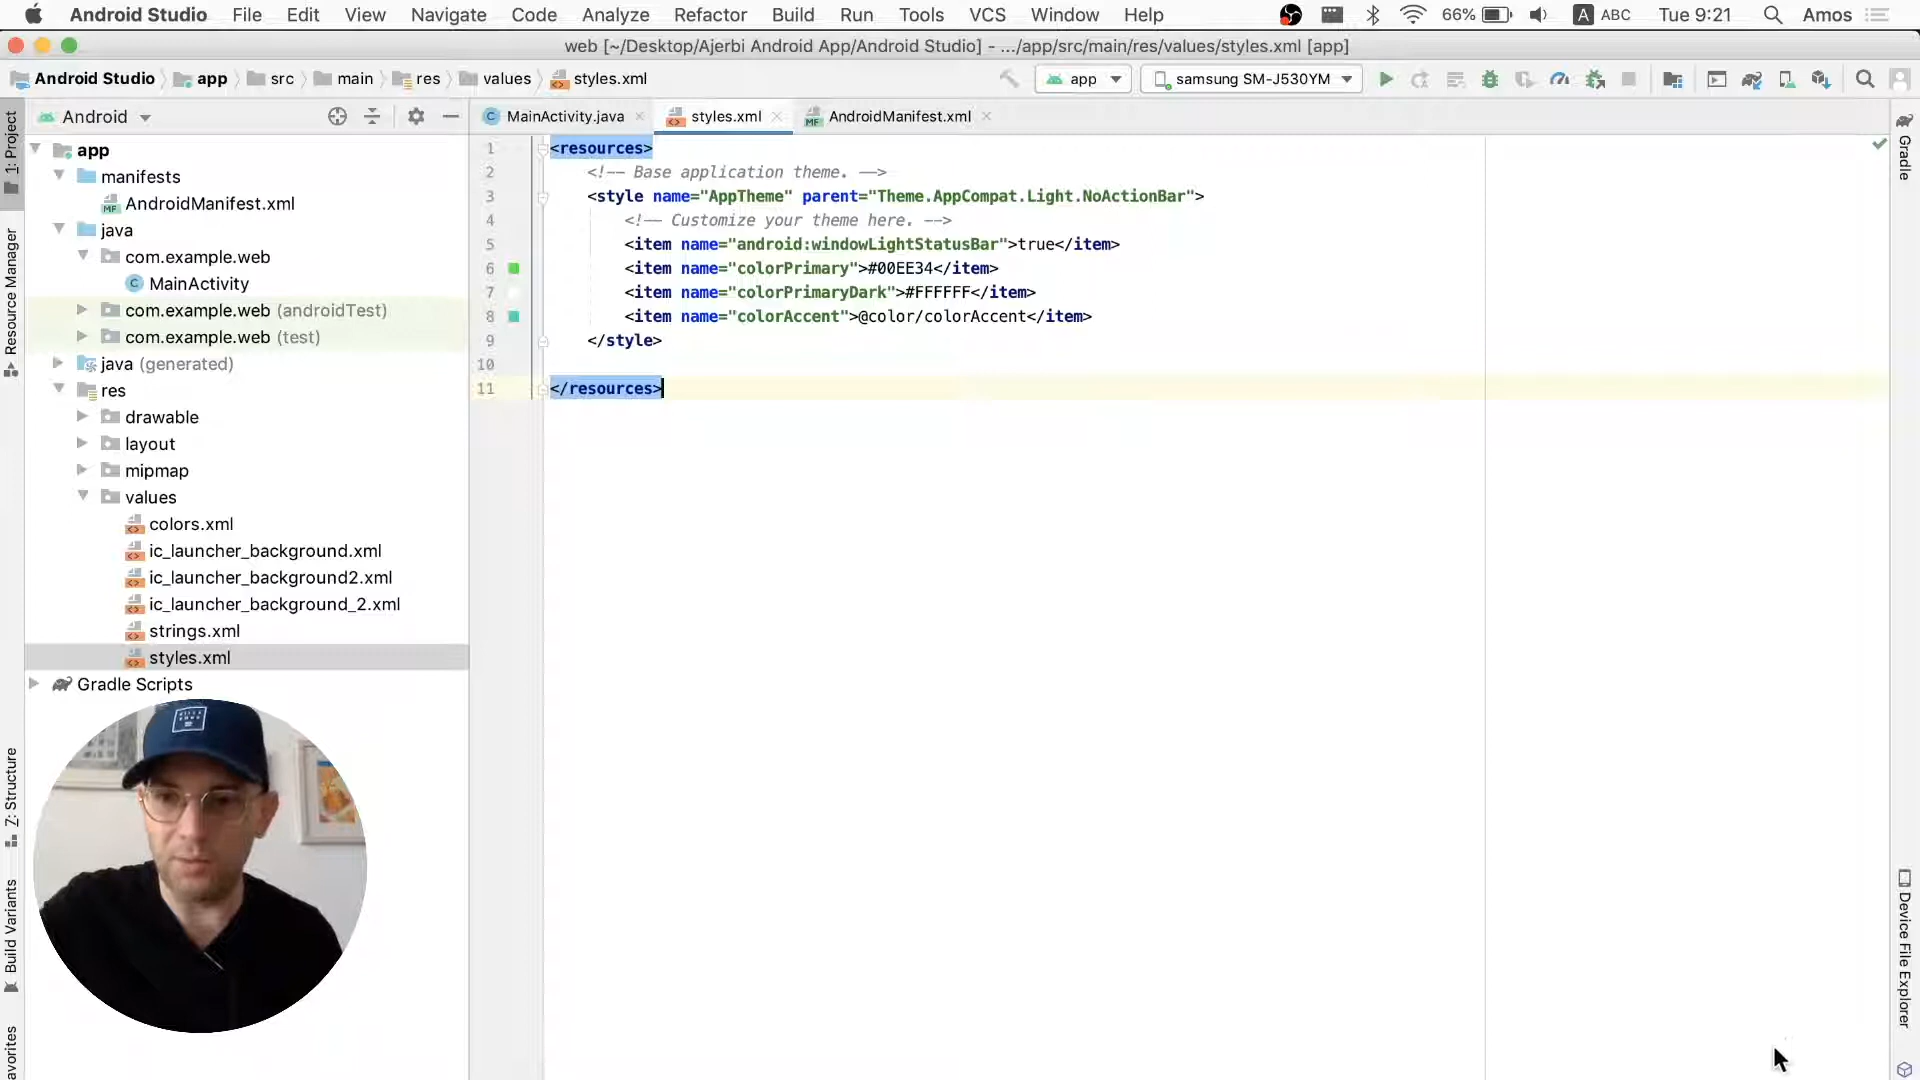 Android Studio File Edit View Navigate Code Analyze Refactor Build Run Tools VCS Window Help 66% A ABC Tue 9:21 Amos
web [~/Desktop/Ajerbi Android App/Android Studio] - .../app/src/main/res/values/styles.xml [app]
Android Studio app src main res values styles.xml app samsung SM-J530YM
Android
MainActivity.java styles.xml AndroidManifest.xml
app
manifests
AndroidManifest.xml
java
com.example.web
MainActivity
com.example.web (androidTest)
com.example.web (test)
java (generated)
res
drawable
layout
mipmap
values
colors.xml
ic_launcher_background.xml
ic_launcher_background2.xml
ic_launcher_background_2.xml
strings.xml
styles.xml
Gradle Scripts
1 <resources>
2 <!-- Base application theme. -->
3 <style name="AppTheme" parent="Theme.AppCompat.Light.NoActionBar">
4 <!-- Customize your theme here. -->
5 <item name="android:windowLightStatusBar">true</item>
6 <item name="colorPrimary">#00EE34</item>
7 <item name="colorPrimaryDark">#FFFFFF</item>
8 <item name="colorAccent">@color/colorAccent</item>
9 </style>
10
11 </resources>
1: Project
Resource Manager
Z: Structure
Build Variants
avorites
Gradle
Device File Explorer